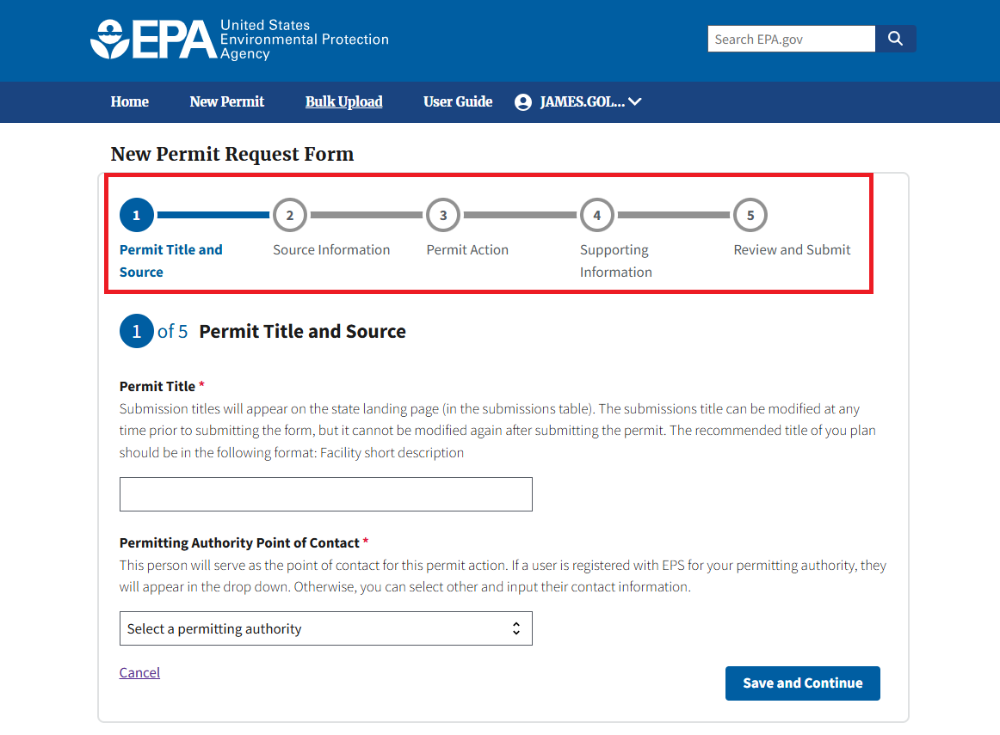 EPA
United States
Environmental Protection
Agency
Search EPA.gov
Home New Permit Bulk Upload User Guide JAMES.GOL...
New Permit Request Form
1 2 3 4 5
Permit Title and Source Information Permit Action Supporting Review and Submit
Source Information
1 of 5 Permit Title and Source
Permit Title *
Submission titles will appear on the state landing page (in the submissions table). The submissions title can be modified at any
time prior to submitting the form, but it cannot be modified again after submitting the permit. The recommended title of you plan
should be in the following format: Facility short description
Permitting Authority Point of Contact *
This person will serve as the point of contact for this permit action. If a user is registered with EPS for your permitting authority, they
will appear in the drop down. Otherwise, you can select other and input their contact information.
Select a permitting authority
Cancel
Save and Continue